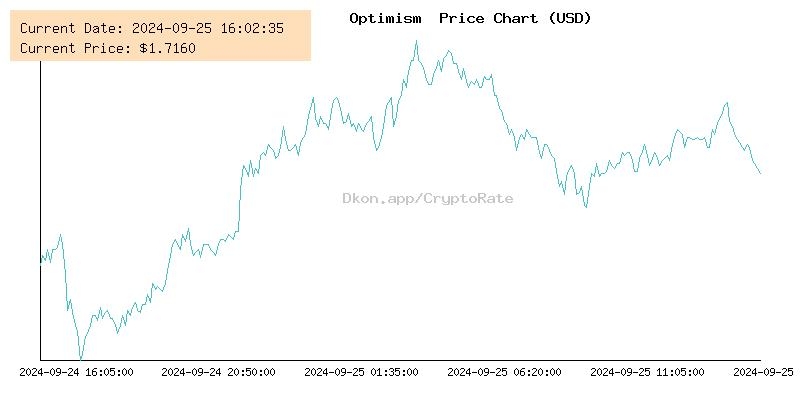 Optimism Price Chart (USD)
Current Date: 2024-09-25 16:02:35
Current Price: $1.7160
Dkon.app/CryptoRate
2024-09-24 16:05:00 2024-09-24 20:50:00 2024-09-25 01:35:00 2024-09-25 06:20:00 2024-09-25 11:05:00 2024-09-25